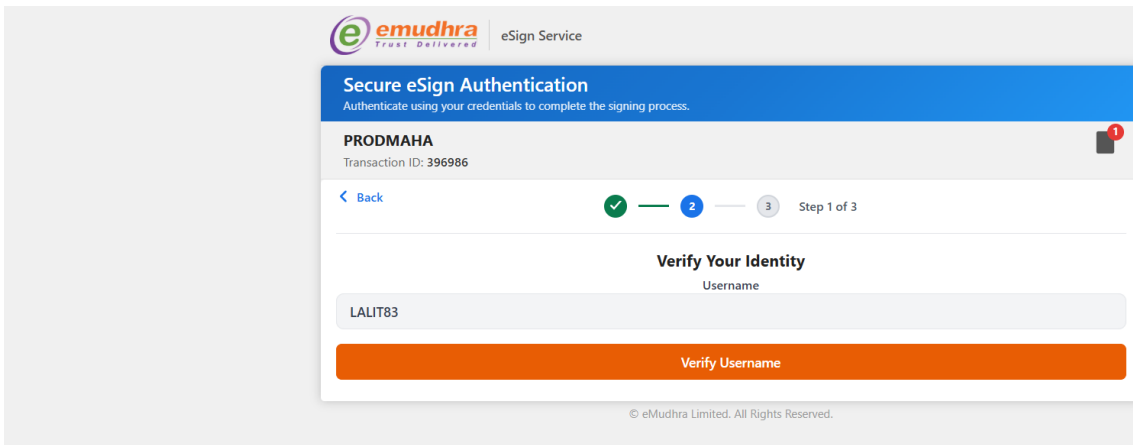 emudhra
Trust Delivered
eSign Service
Secure eSign Authentication
Authenticate using your credentials to complete the signing process.
PRODMAHA
1
Transaction ID: 396986
Back
2
3
Step 1 of 3
Verify Your Identity
Username
LALIT83
Verify Username
© eMudhra Limited. All Rights Reserved.